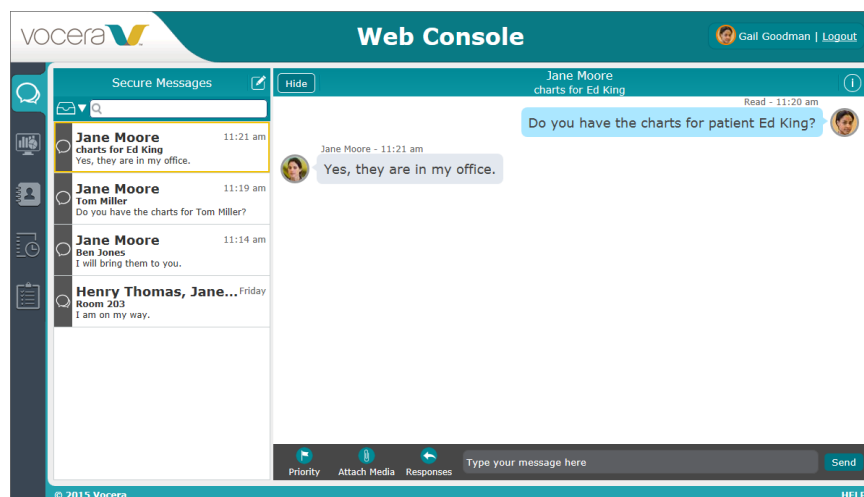 vocera
Web Console
Gail Goodman | Logout
Secure Messages
Hide
Jane Moore
charts for Ed King
Read - 11:20 am
Do you have the charts for patient Ed King?
Jane Moore - 11:21 am
Yes, they are in my office.
Jane Moore 11:21 am
charts for Ed King
Yes, they are in my office.
Jane Moore 11:19 am
Tom Miller
Do you have the charts for Tom Miller?
Jane Moore 11:14 am
Ben Jones
I will bring them to you.
Henry Thomas, Jane... Friday
Room 203
I am on my way.
Priority
Attach Media
Responses
Type your message here
Send
© 2015 Vocera
HELP